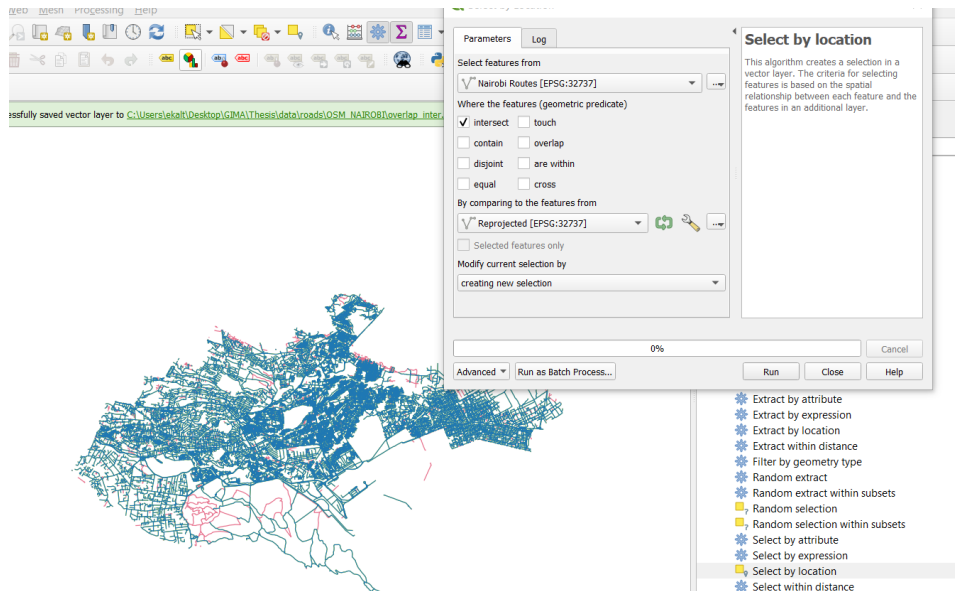 Web Mesh Processing Help
abc
abc
abc
essfully saved vector layer to C:\Users\ekalt\Desktop\GIMA\Thesis\data\roads\OSM_NAIROBI\overlap_inter.
Parameters Log
Select features from
Nairobi Routes [EPSG:32737]
Where the features (geometric predicate)
intersect touch
contain overlap
disjoint are within
equal cross
By comparing to the features from
Reprojected [EPSG:32737]
Selected features only
Modify current selection by
creating new selection
Select by location
This algorithm creates a selection in a
vector layer. The criteria for selecting
features is based on the spatial
relationship between each feature and the
features in an additional layer.
0%
Cancel
Advanced Run as Batch Process... Run Close Help
Extract by attribute
Extract by expression
Extract by location
Extract within distance
Filter by geometry type
Random extract
Random extract within subsets
Random selection
Random selection within subsets
Select by attribute
Select by expression
Select by location
Select within distance